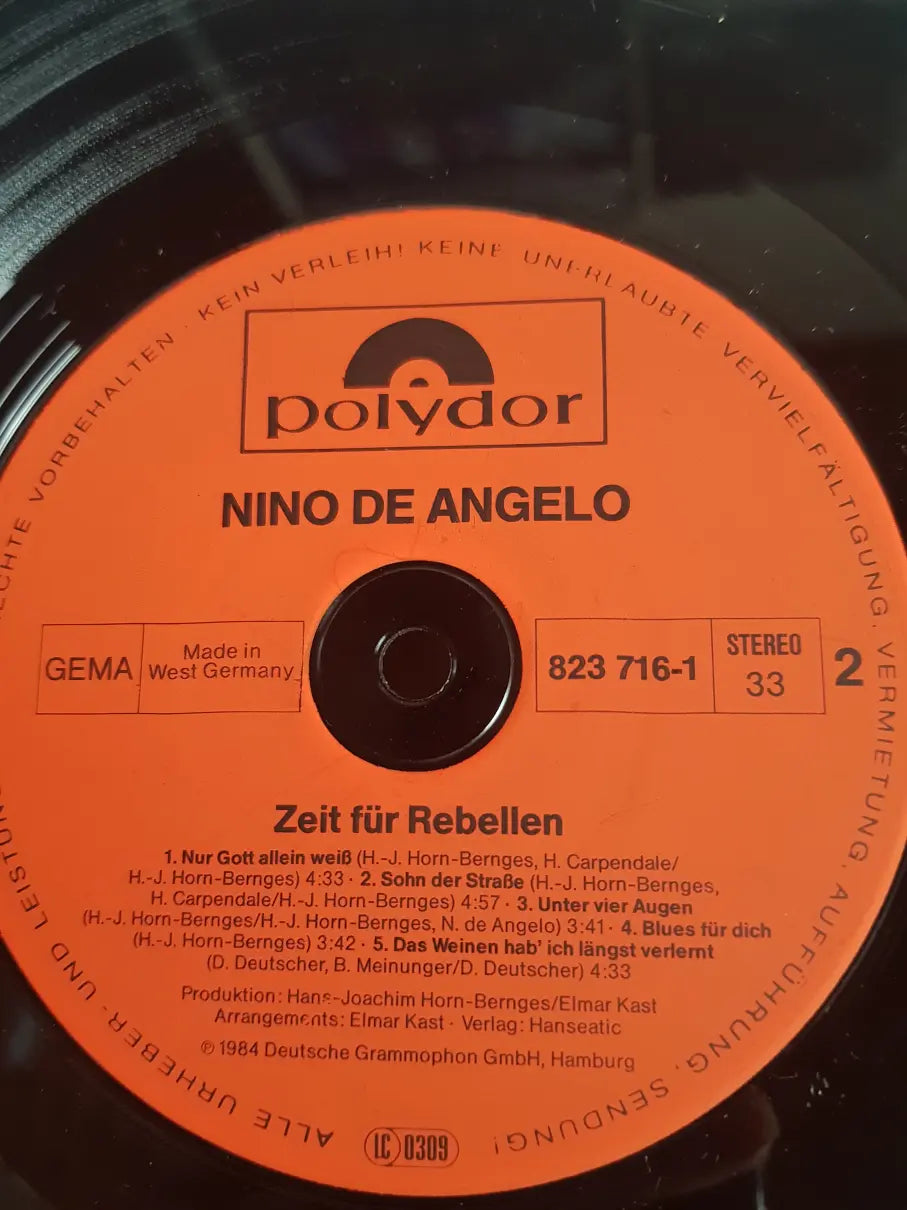 ALLE URHEBER- UND LEISTUNGSSCHUTZRECHTE VORBEHALTEN · KEIN VERLEIH! KEINE UNERLAUBTE VERVIELFÄLTIGUNG, VERMIETUNG, AUFFÜHRUNG, SENDUNG!
polydor
NINO DE ANGELO
GEMA
Made in
West Germany
823 716-1
STEREO
33
2
Zeit für Rebellen
1. Nur Gott allein weiß (H.-J. Horn-Bernges, H. Carpendale/
H.-J. Horn-Bernges) 4:33 · 2. Sohn der Straße (H.-J. Horn-Bernges,
H. Carpendale/H.-J. Horn-Bernges) 4:57 · 3. Unter vier Augen
(H.-J. Horn-Bernges/H.-J. Horn-Bernges, N. de Angelo) 3:41 · 4. Blues für dich
(H.-J. Horn-Bernges) 3:42 · 5. Das Weinen hab' ich längst verlernt
(D. Deutscher, B. Meinunger/D. Deutscher) 4:33
Produktion: Hans-Joachim Horn-Bernges/Elmar Kast
Arrangements: Elmar Kast · Verlag: Hanseatic
℗ 1984 Deutsche Grammophon GmbH, Hamburg
LC 0309